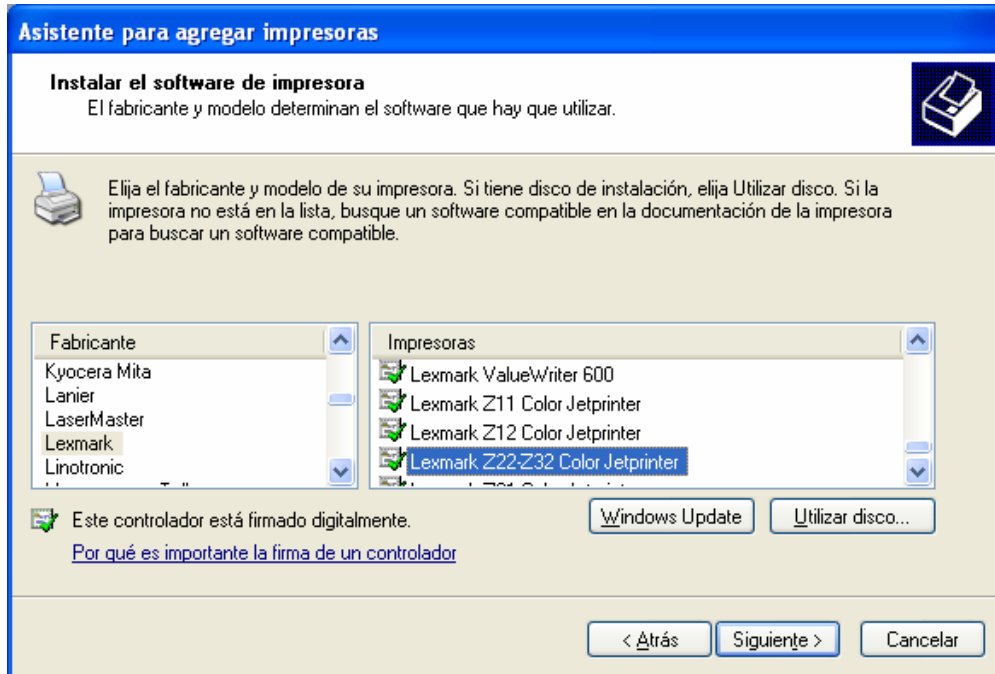 Asistente para agregar impresoras
Instalar el software de impresora
El fabricante y modelo determinan el software que hay que utilizar.
Elija el fabricante y modelo de su impresora. Si tiene disco de instalación, elija Utilizar disco. Si la
impresora no está en la lista, busque un software compatible en la documentación de la impresora
para buscar un software compatible.
Fabricante
Kyocera Mita
Lanier
LaserMaster
Lexmark
Linotronic
Impresoras
Lexmark ValueWriter 600
Lexmark Z11 Color Jetprinter
Lexmark Z12 Color Jetprinter
Lexmark Z22-Z32 Color Jetprinter
Este controlador está firmado digitalmente.
Por qué es importante la firma de un controlador
Windows Update
Utilizar disco...
< Atrás
Siguiente >
Cancelar